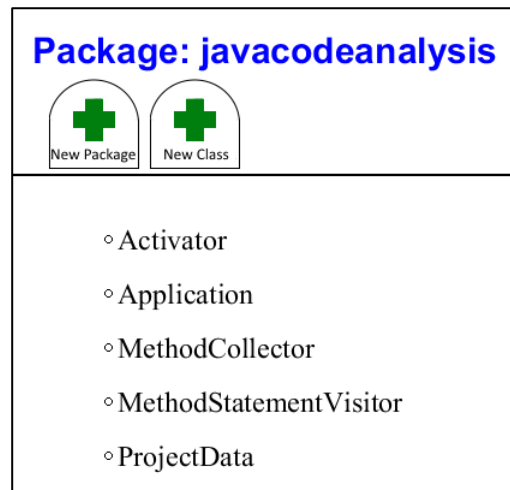 Package: javacodeanalysis
New Package New Class
Activator
Application
MethodCollector
MethodStatementVisitor
ProjectData